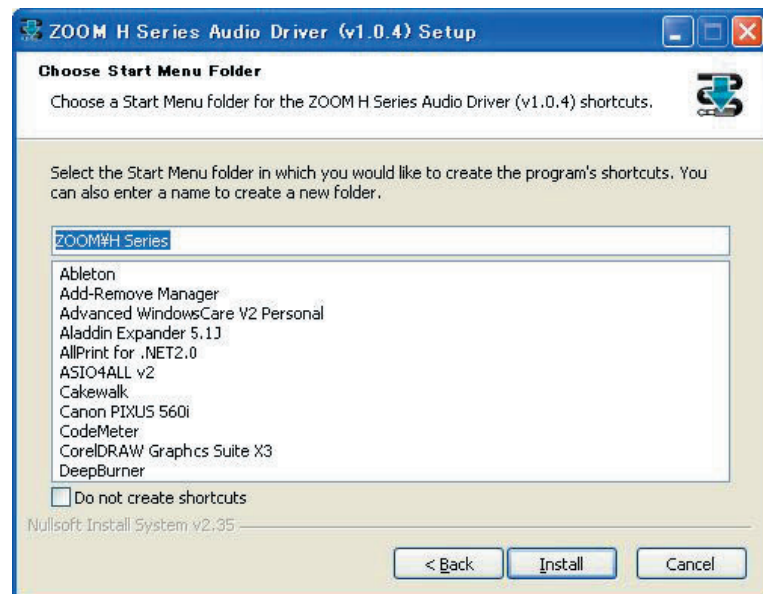 ZOOM H Series Audio Driver (v1.0.4) Setup
Choose Start Menu Folder
Choose a Start Menu folder for the ZOOM H Series Audio Driver (v1.0.4) shortcuts.
Select the Start Menu folder in which you would like to create the program's shortcuts. You
can also enter a name to create a new folder.
ZOOM¥H Series
Ableton
Add-Remove Manager
Advanced WindowsCare V2 Personal
Aladdin Expander 5.1J
AllPrint for .NET2.0
ASIO4ALL v2
Cakewalk
Canon PIXUS 560i
CodeMeter
CorelDRAW Graphcs Suite X3
DeepBurner
Do not create shortcuts
Nullsoft Install System v2.35
< Back
Install
Cancel